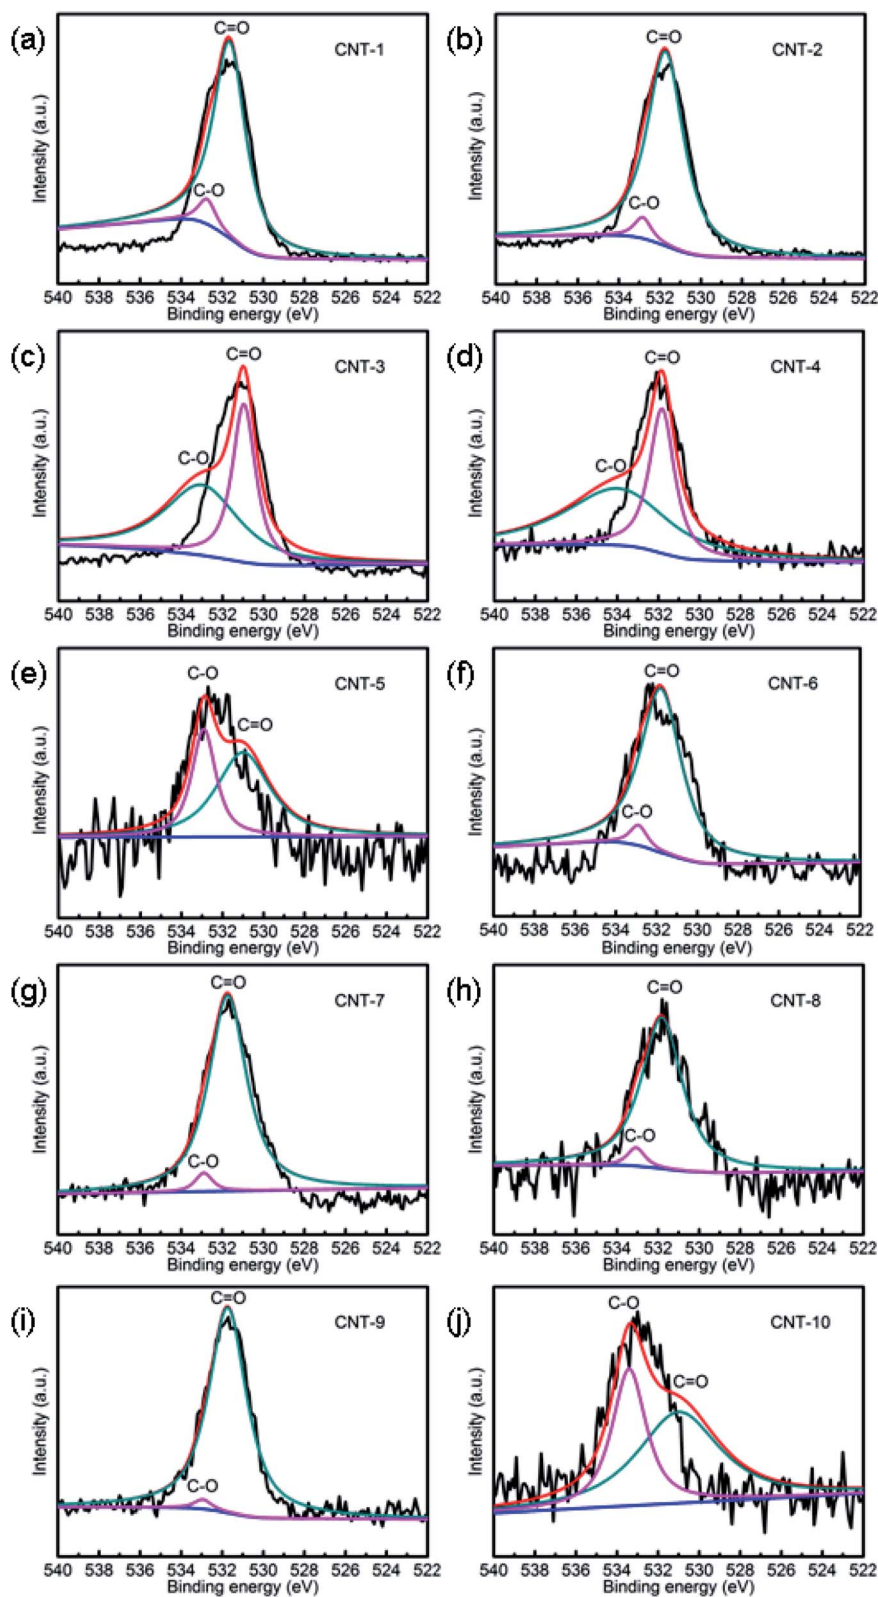 (a)
C=O
CNT-1
C-O
Intensity (a.u.)
540 538 536 534 532 530 528 526 524 522
Binding energy (eV)
(b)
C=O
CNT-2
C-O
Intensity (a.u.)
540 538 536 534 532 530 528 526 524 522
Binding energy (eV)
(c)
C=O
CNT-3
C-O
Intensity (a.u.)
540 538 536 534 532 530 528 526 524 522
Binding energy (eV)
(d)
C=O
CNT-4
C-O
Intensity (a.u.)
540 538 536 534 532 530 528 526 524 522
Binding energy (eV)
(e)
C-O
CNT-5
C=O
Intensity (a.u.)
540 538 536 534 532 530 528 526 524 522
Binding energy (eV)
(f)
C=O
CNT-6
C-O
Intensity (a.u.)
540 538 536 534 532 530 528 526 524 522
Binding energy (eV)
(g)
C=O
CNT-7
C-O
Intensity (a.u.)
540 538 536 534 532 530 528 526 524 522
Binding energy (eV)
(h)
C=O
CNT-8
C-O
Intensity (a.u.)
540 538 536 534 532 530 528 526 524 522
Binding energy (eV)
(i)
C=O
CNT-9
C-O
Intensity (a.u.)
540 538 536 534 532 530 528 526 524 522
Binding energy (eV)
(j)
C-O
CNT-10
C=O
Intensity (a.u.)
540 538 536 534 532 530 528 526 524 522
Binding energy (eV)